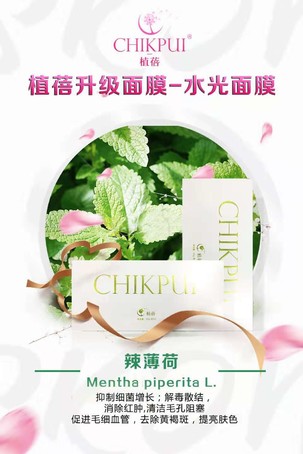 CHIKPUI®
植蓓
植蓓升级面膜-水光面膜
CHIKPUI
CHIKPUI
植蓓
辣薄荷
Mentha piperita L.
抑制细菌增长；解毒散结，
消除红肿,清洁毛孔阻塞
促进毛细血管，去除黄褐斑，提亮肤色